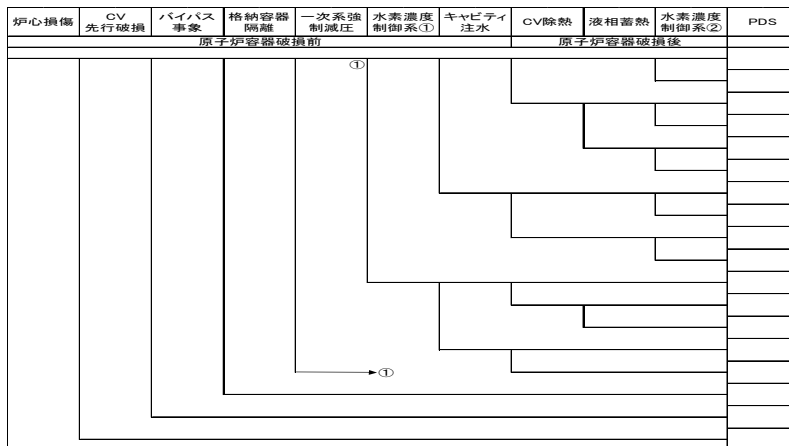 炉心損傷
CV
先行破損
バイパス
事象
格納容器
隔離
一次系強
制減圧
水素濃度
制御系①
キャビティ
注水
CV除熱
液相蓄熱
水素濃度
制御系②
PDS
原子炉容器破損前
原子炉容器破損後
①
①